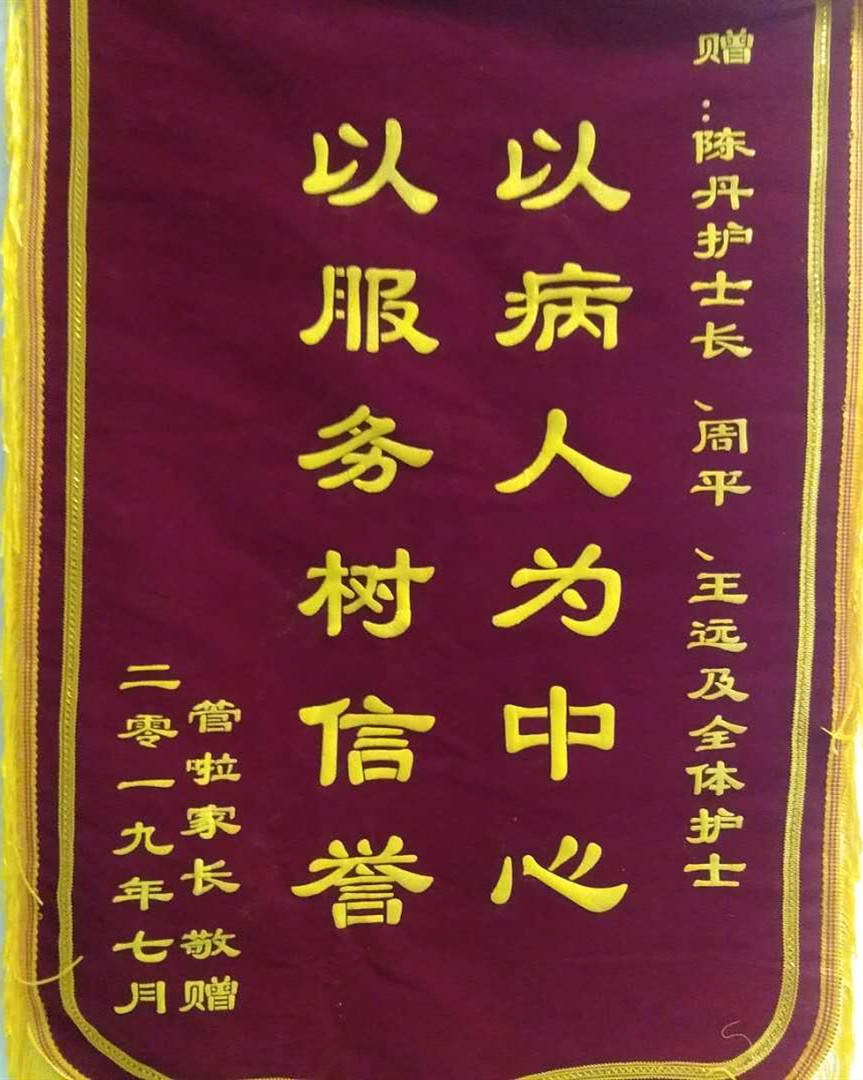 赠:陈丹护士长、周平、王远及全体护士
以病人为中心
以服务树信誉
管啦家长敬赠
二零一九年七月